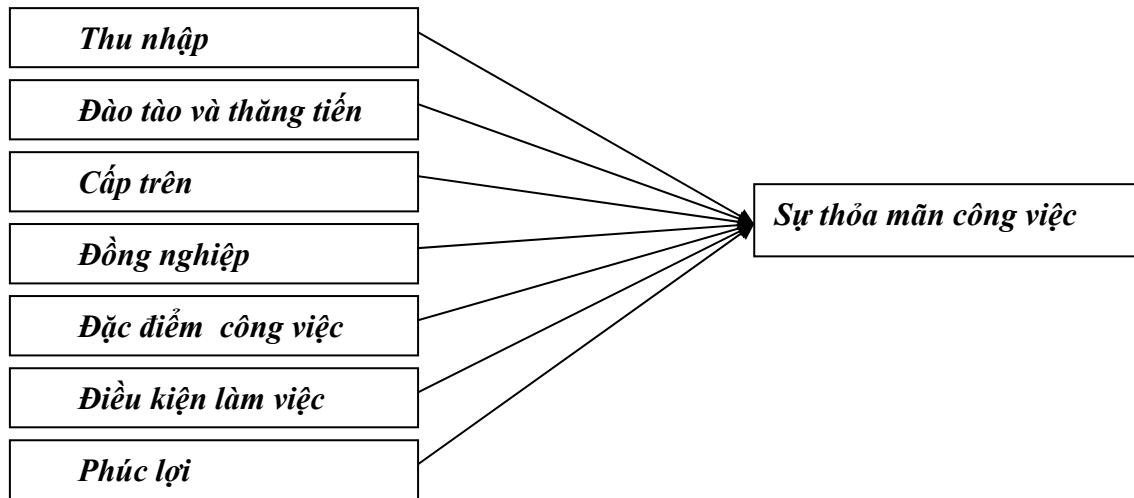 Thu nhập
Đào tào và thăng tiến
Cấp trên
Đồng nghiệp
Đặc điểm công việc
Điều kiện làm việc
Phúc lợi
Sự thỏa mãn công việc